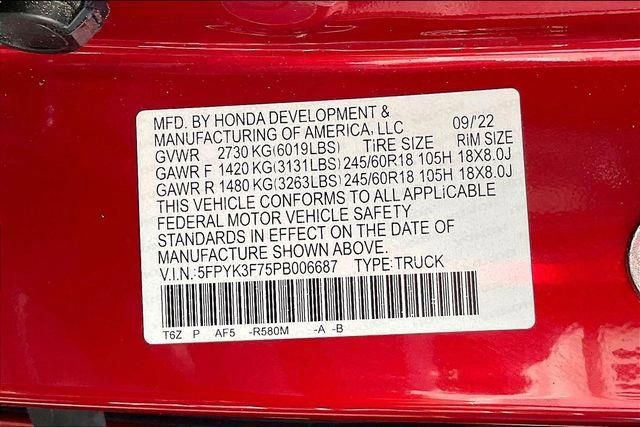 MFD. BY HONDA DEVELOPMENT &
MANUFACTURING OF AMERICA, LLC 09/'22
GVWR 2730 KG(6019LBS) TIRE SIZE RIM SIZE
GAWR F 1420 KG(3131LBS) 245/60R18 105H 18X8.0J
GAWR R 1480 KG(3263LBS) 245/60R18 105H 18X8.0J
THIS VEHICLE CONFORMS TO ALL APPLICABLE
FEDERAL MOTOR VEHICLE SAFETY
STANDARDS IN EFFECT ON THE DATE OF
MANUFACTURE SHOWN ABOVE.
V.I.N.:5FPYK3F75PB006687 TYPE:TRUCK
T6Z P AF5 -R580M -A -B